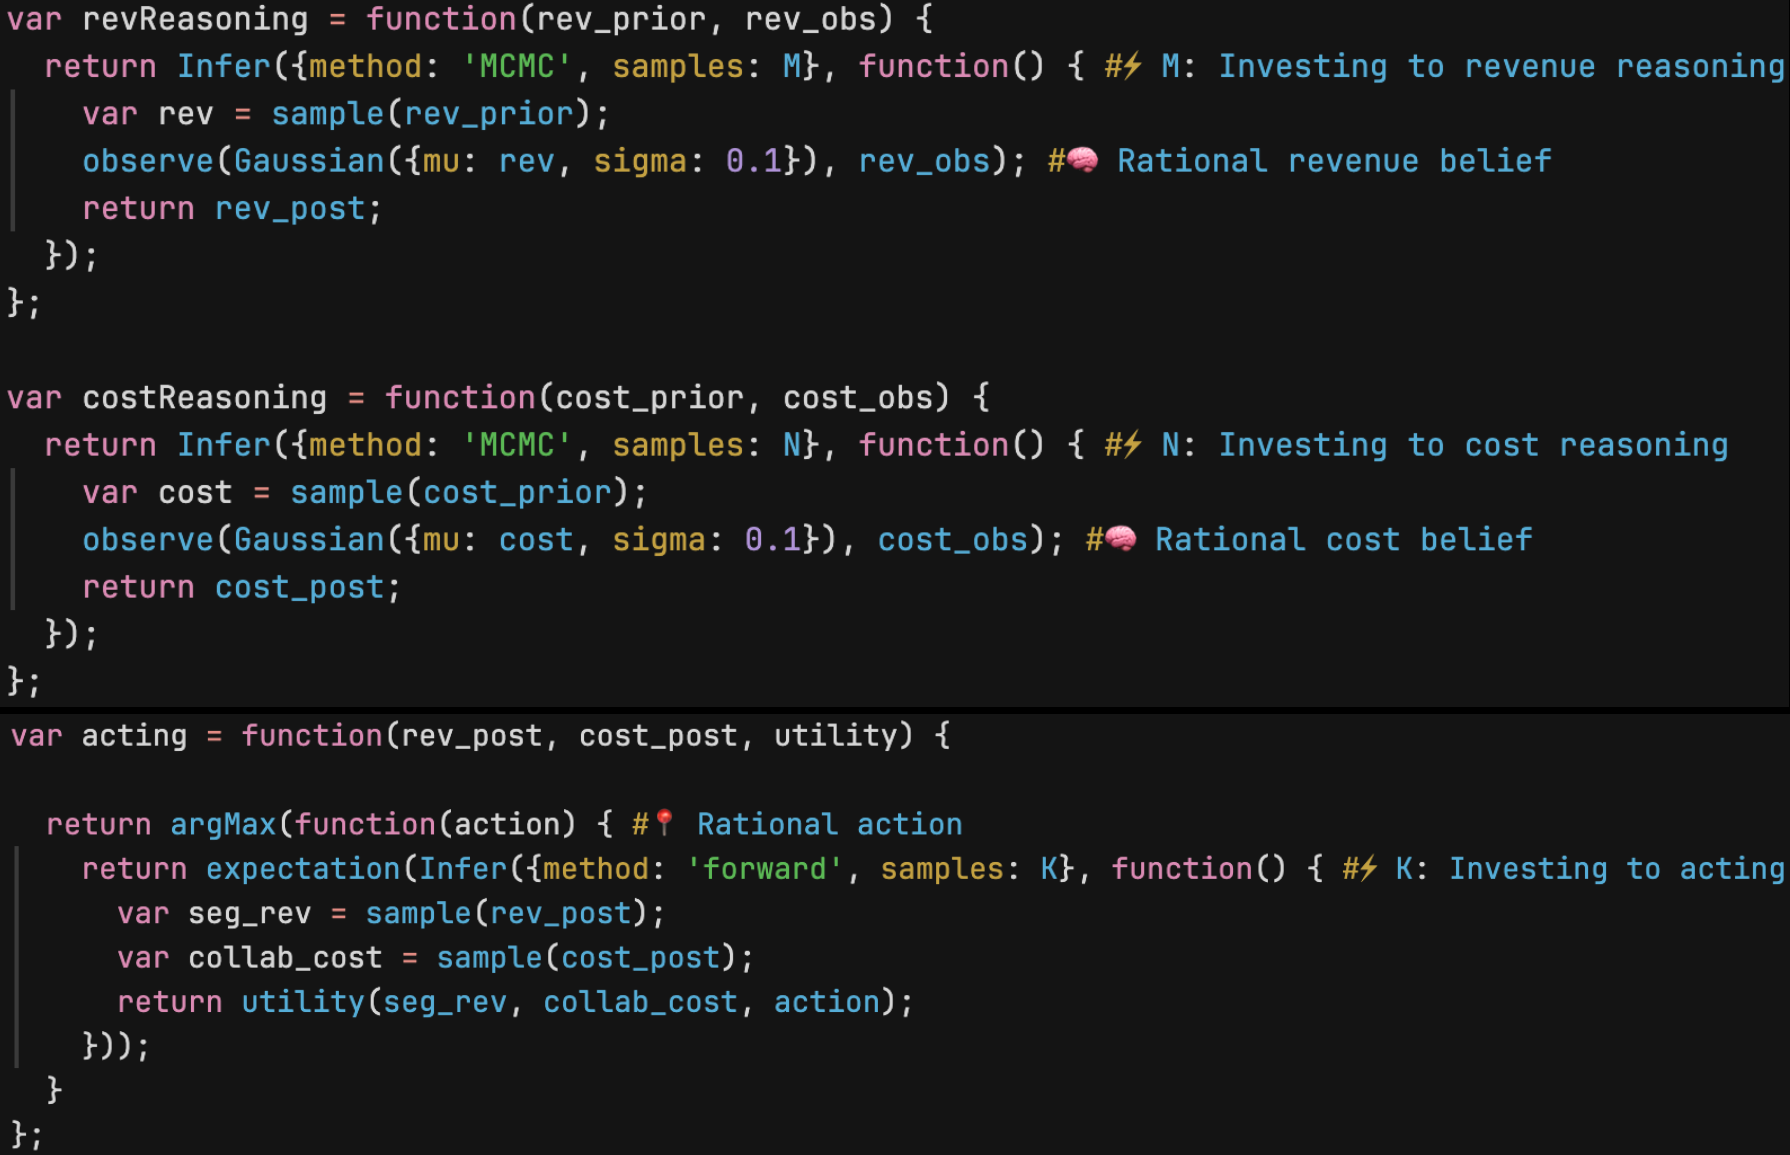 var revReasoning = function(rev_prior, rev_obs) {
  return Infer({method: 'MCMC', samples: M}, function() { #⚡ M: Investing to revenue reasoning
    var rev = sample(rev_prior);
    observe(Gaussian({mu: rev, sigma: 0.1}), rev_obs); #🧠 Rational revenue belief
    return rev_post;
  });
};
var costReasoning = function(cost_prior, cost_obs) {
  return Infer({method: 'MCMC', samples: N}, function() { #⚡ N: Investing to cost reasoning
    var cost = sample(cost_prior);
    observe(Gaussian({mu: cost, sigma: 0.1}), cost_obs); #🧠 Rational cost belief
    return cost_post;
  });
};
var acting = function(rev_post, cost_post, utility) {
  return argMax(function(action) { #📍 Rational action
    return expectation(Infer({method: 'forward', samples: K}, function() { #⚡ K: Investing to acting
      var seg_rev = sample(rev_post);
      var collab_cost = sample(cost_post);
      return utility(seg_rev, collab_cost, action);
    }));
  }
};